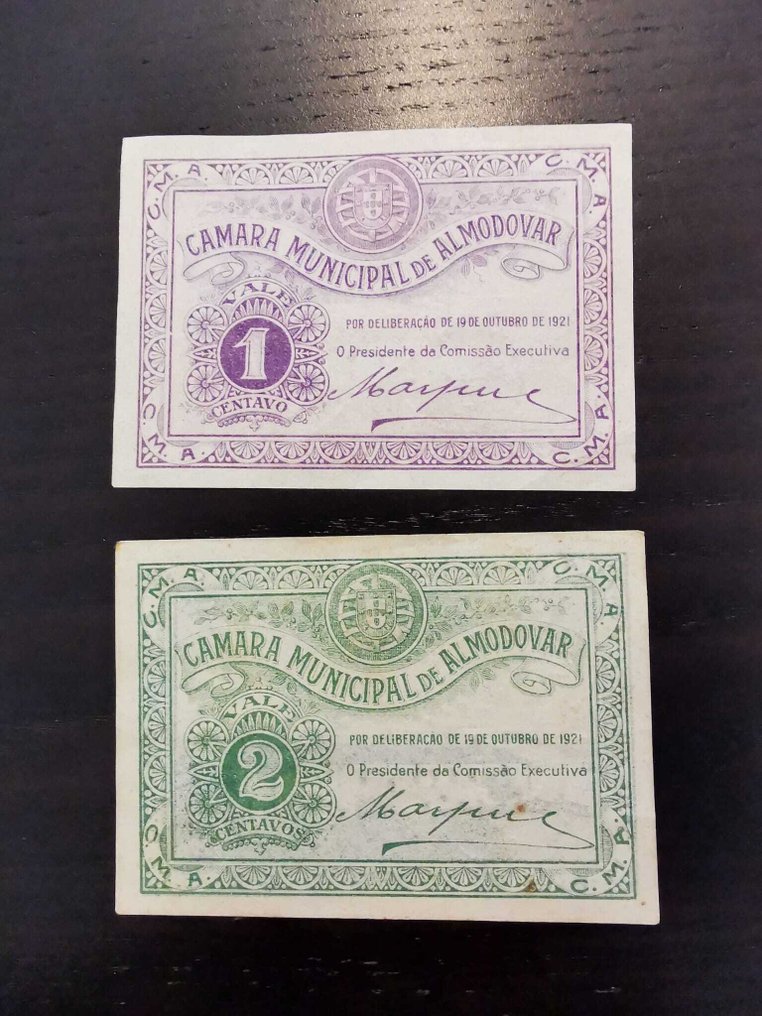 C. M. A.
C. M. A.
CAMARA MUNICIPAL DE ALMODOVAR
VALE
1
CENTAVO
POR DELIBERAÇÃO DE 19 DE OUTUBRO DE 1921
O Presidente da Comissão Executiva
C. M. A.
C. M. A.
C. M. A.
C. M. A.
CAMARA MUNICIPAL DE ALMODOVAR
VALE
2
CENTAVOS
POR DELIBERAÇÃO DE 19 DE OUTUBRO DE 1921
O Presidente da Comissão Executiva
C. M. A.
C. M. A.